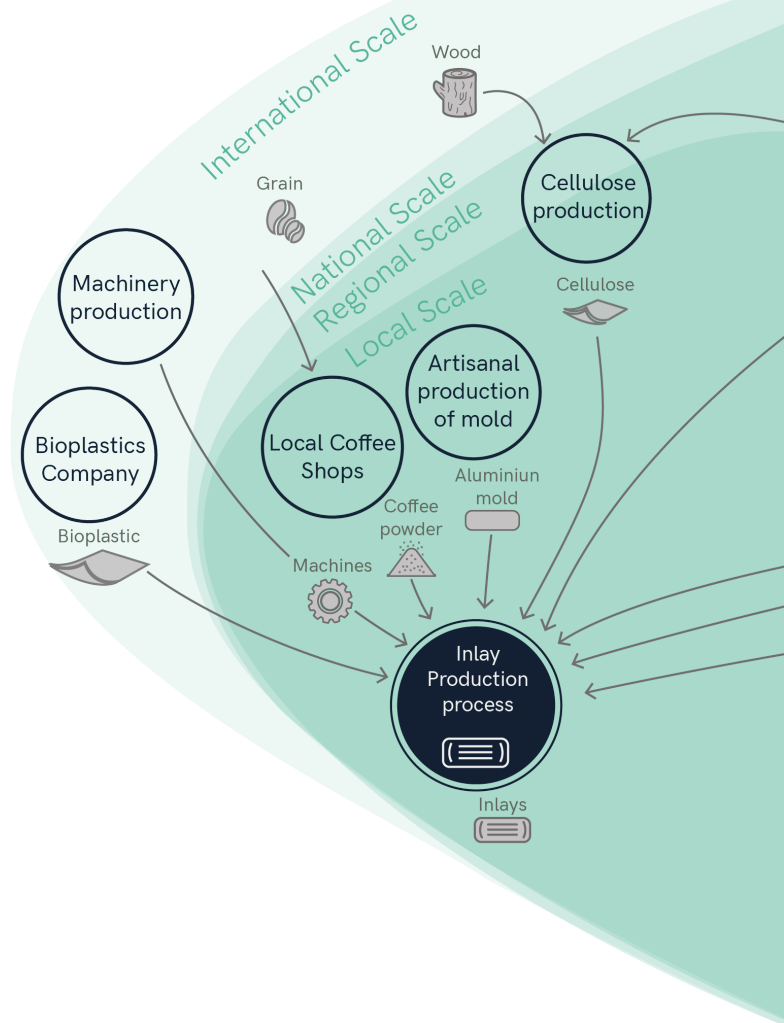 International Scale
Wood
Grain
National Scale
Regional Scale
Local Scale
Cellulose
production
Cellulose
Machinery
production
Artisanal
production
of mold
Bioplastics
Company
Local Coffee
Shops
Aluminiun
mold
Coffee
powder
Bioplastic
Machines
Inlay
Production
process
Inlays